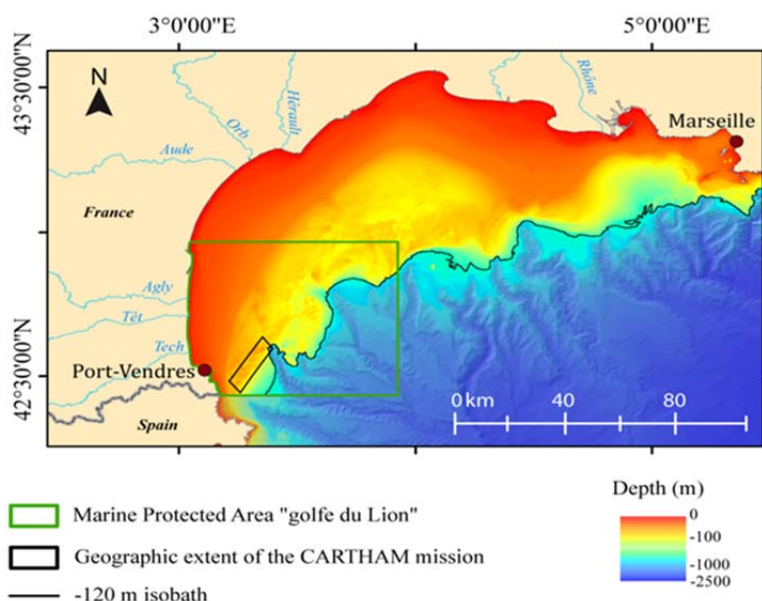 3°0'00"E
5°0'00"E
43°30'00"N
42°30'00"N
N
Rhône
Marseille
Orb
Hérault
Aude
France
Agly
Têt
Tech
Port-Vendres
Spain
0 km 40 80
Marine Protected Area "golfe du Lion"
Geographic extent of the CARTHAM mission
-120 m isobath
Depth (m)
0
-100
-1000
-2500